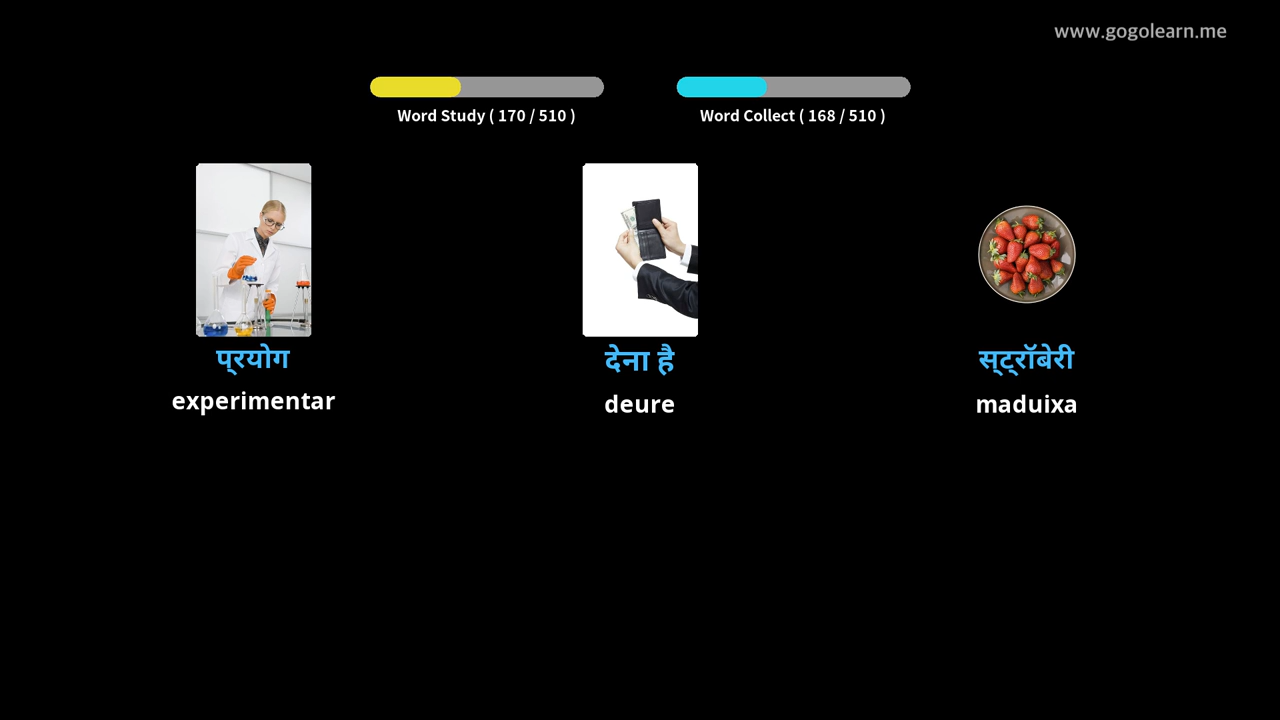 www.gogolearn.me
Word Study ( 170 / 510 )
Word Collect ( 168 / 510 )
प्रयोग
देना है
स्ट्रॉबेरी
experimentar
deure
maduixa